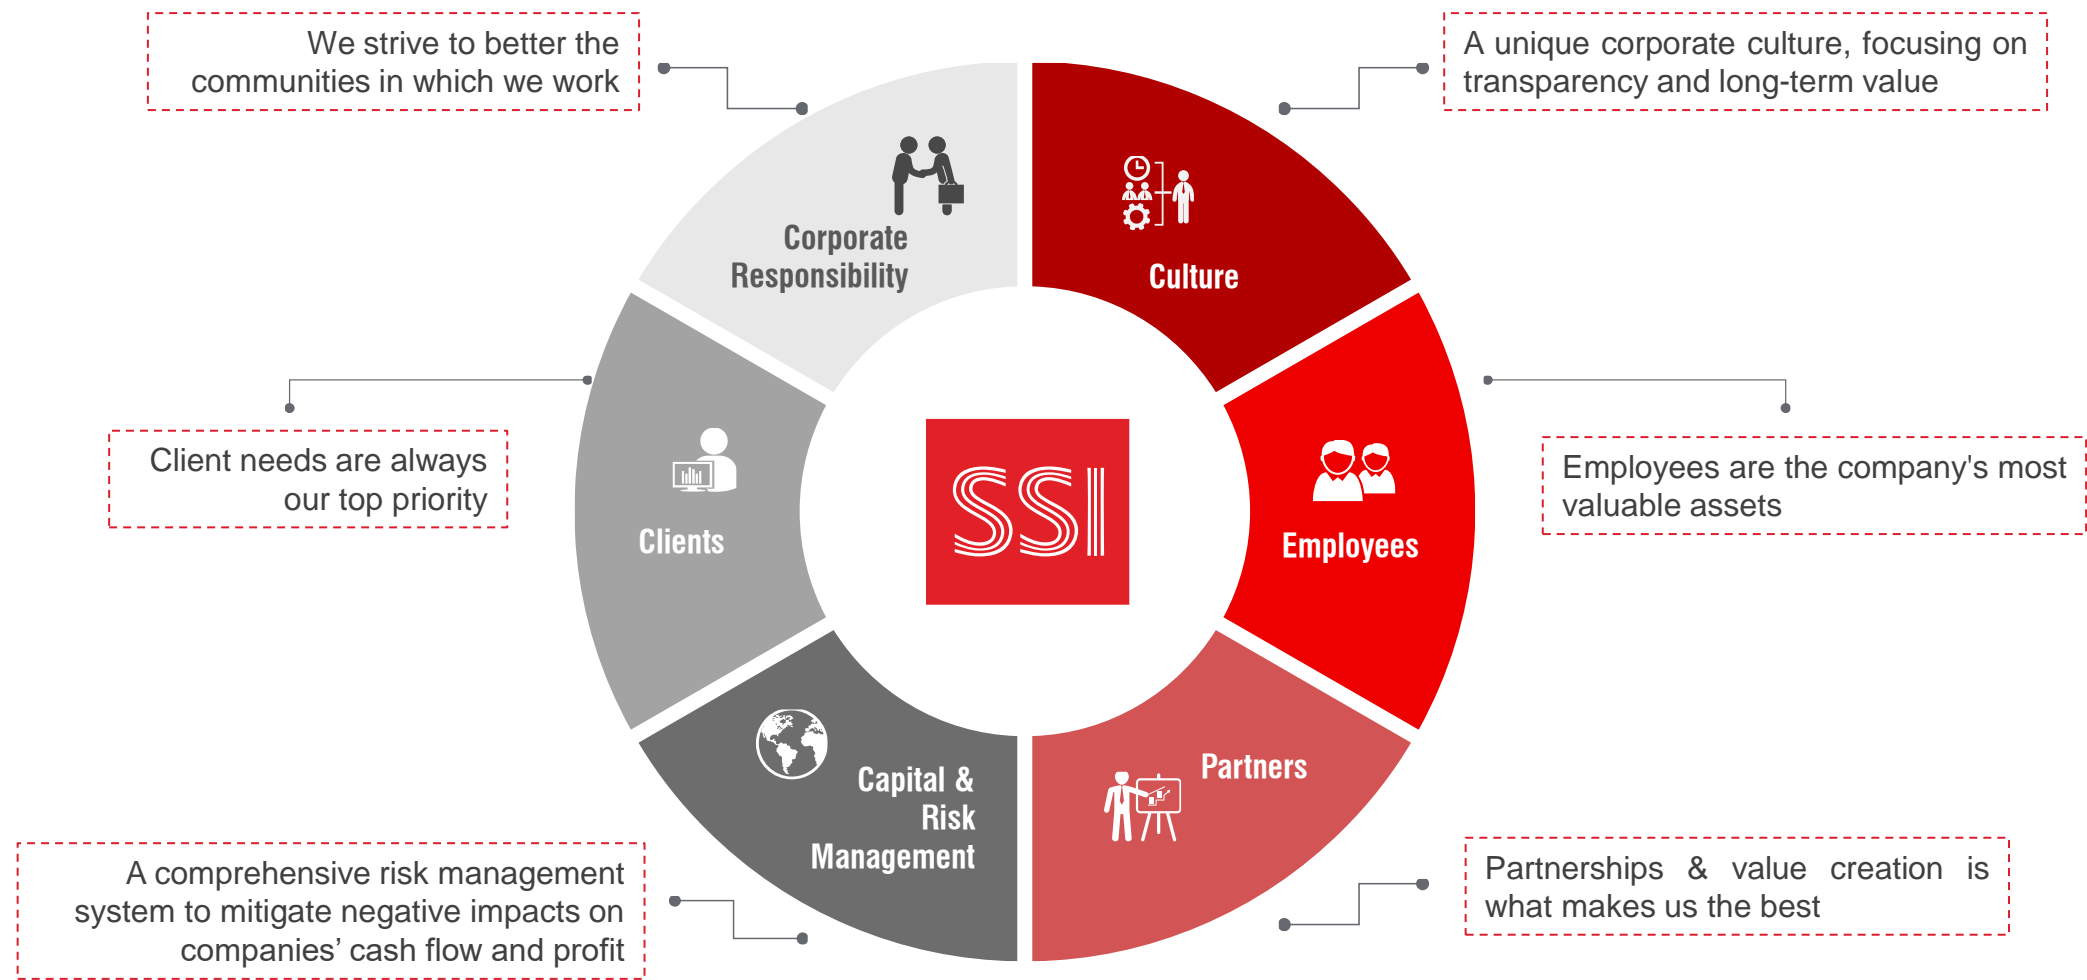 We strive to better the
communities in which we work
A unique corporate culture, focusing on
transparency and long-term value
Corporate
Responsibility
Culture
Client needs are always
our top priority
Clients
SSI
Employees
Employees are the company's most
valuable assets
Capital &
Risk
Management
Partners
A comprehensive risk management
system to mitigate negative impacts on
companies’ cash flow and profit
Partnerships & value creation is
what makes us the best